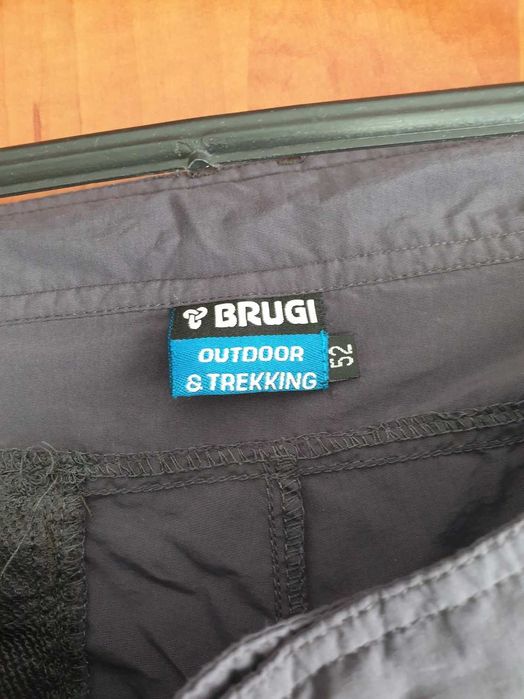 BRUGI
OUTDOOR
& TREKKING
52